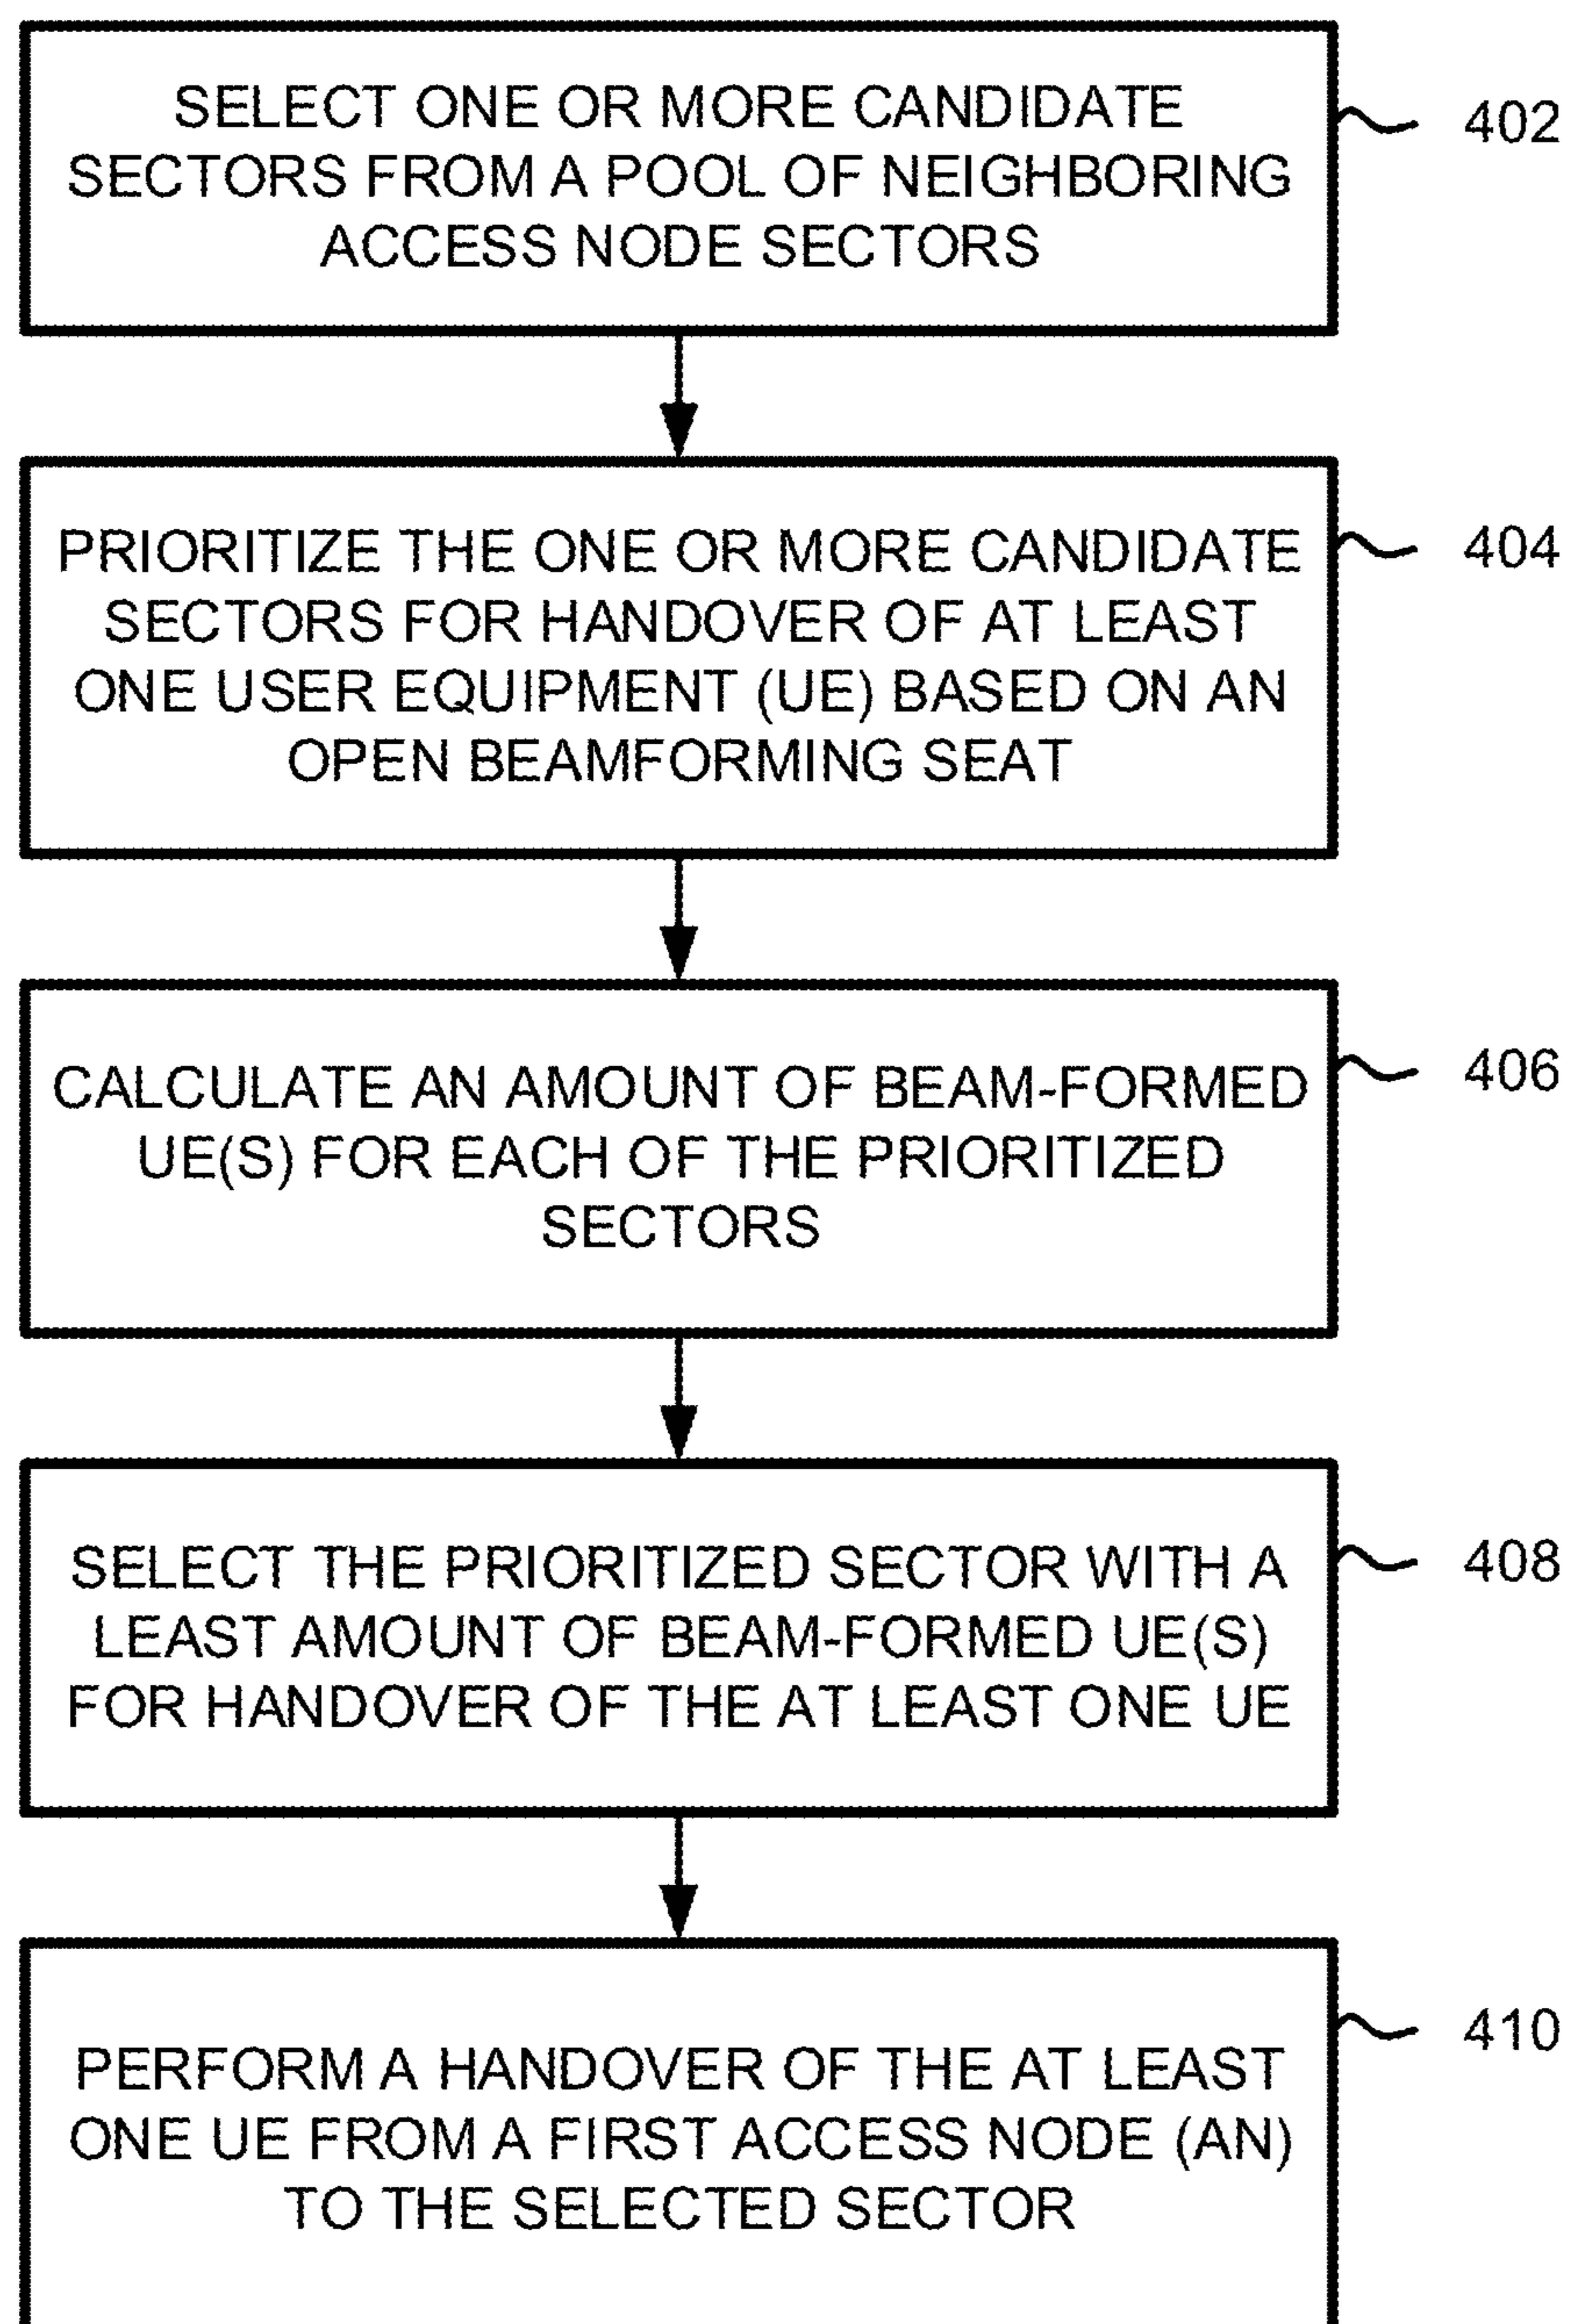 SELECT ONE OR MORE CANDIDATE
SECTORS FROM A POOL OF NEIGHBORING
ACCESS NODE SECTORS
402
PRIORITIZE THE ONE OR MORE CANDIDATE
SECTORS FOR HANDOVER OF AT LEAST
ONE USER EQUIPMENT (UE) BASED ON AN
OPEN BEAMFORMING SEAT
404
CALCULATE AN AMOUNT OF BEAM-FORMED
UE(S) FOR EACH OF THE PRIORITIZED
SECTORS
406
SELECT THE PRIORITIZED SECTOR WITH A
LEAST AMOUNT OF BEAM-FORMED UE(S)
FOR HANDOVER OF THE AT LEAST ONE UE
408
PERFORM A HANDOVER OF THE AT LEAST
ONE UE FROM A FIRST ACCESS NODE (AN)
TO THE SELECTED SECTOR
410